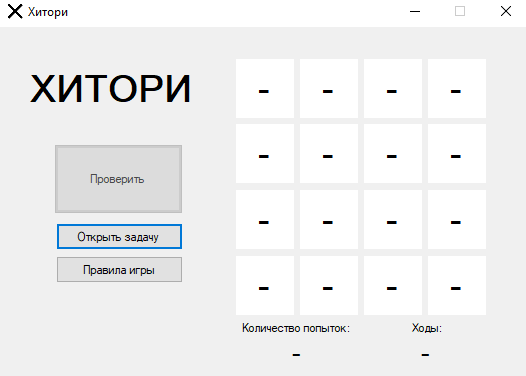 Хитори
ХИТОРИ
Проверить
Открыть задачу
Правила игры
- - - -
- - - -
- - - -
- - - -
Количество попыток: Ходы:
- -